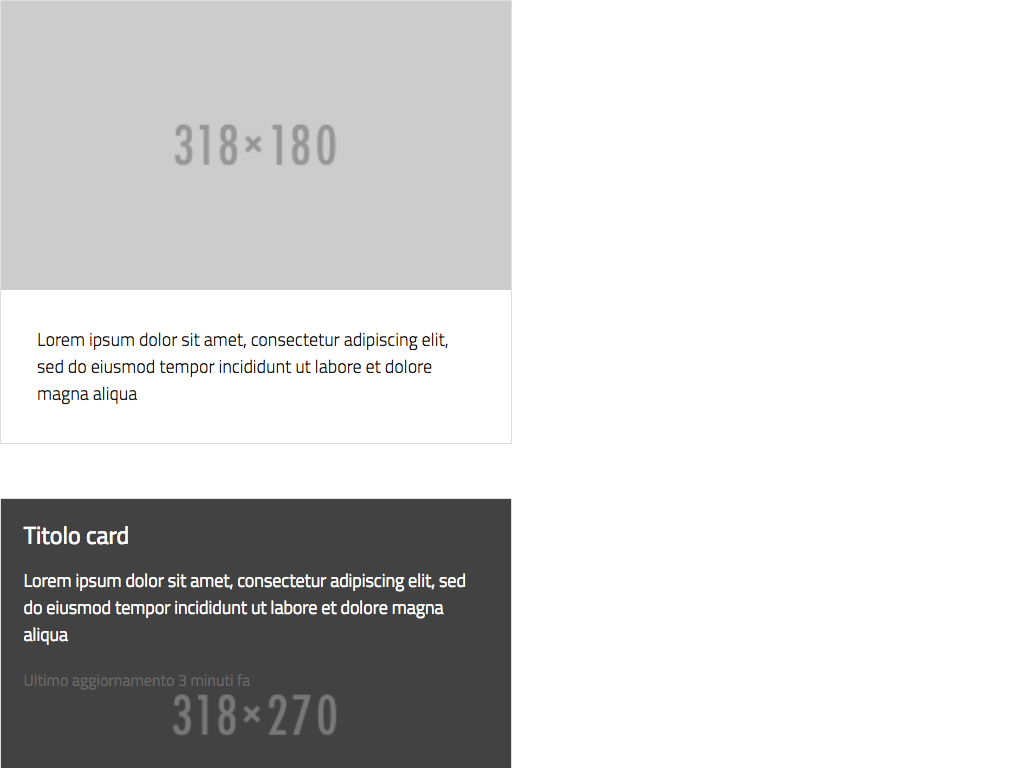 318×180
Lorem ipsum dolor sit amet, consectetur adipiscing elit,
sed do eiusmod tempor incididunt ut labore et dolore
magna aliqua
Titolo card
Lorem ipsum dolor sit amet, consectetur adipiscing elit, sed
do eiusmod tempor incididunt ut labore et dolore magna
aliqua
Ultimo aggiornamento 3 minuti fa
318×270